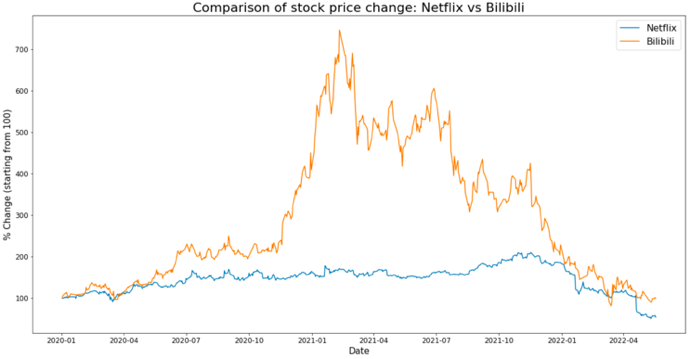 Comparison of stock price change: Netflix vs Bilibili
Netflix
Bilibili
% Change (starting from 100)
700
600
500
400
300
200
100
2020-01 2020-04 2020-07 2020-10 2021-01 2021-04 2021-07 2021-10 2022-01 2022-04
Date